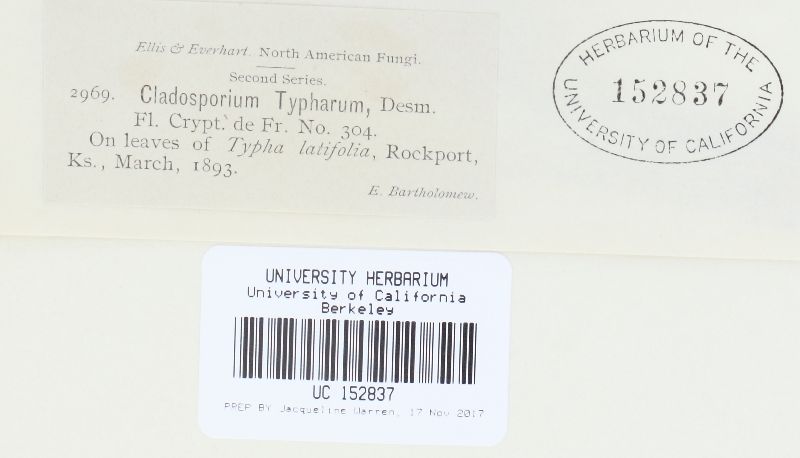 Ellis & Everhart. North American Fungi.
Second Series.
2969. Cladosporium Typharum, Desm.
Fl. Crypt. de Fr. No. 304.
On leaves of Typha latifolia, Rockport,
Ks., March, 1893.
E. Bartholomew.
HERBARIUM OF THE
152837
UNIVERSITY OF CALIFORNIA
UNIVERSITY HERBARIUM
University of California
Berkeley
UC 152837
PREP BY Jacqueline Warren, 17 Nov 2017